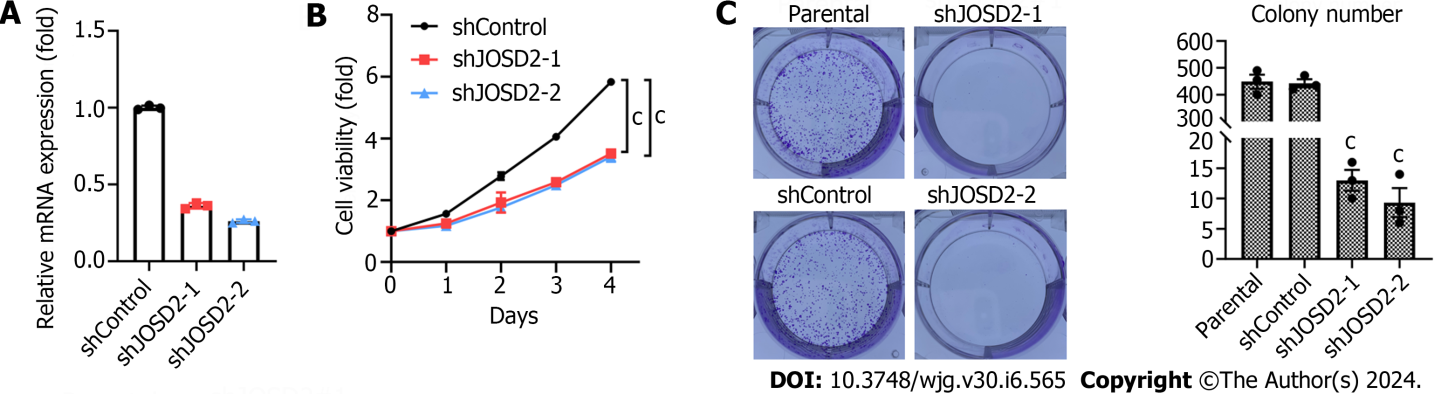 A
Relative mRNA expression (fold)
1.5
1.0
0.5
0.0
shControl
shJOSD2-1
shJOSD2-2
B
Cell viability (fold)
8
6
4
2
0
shControl
shJOSD2-1
shJOSD2-2
c
c
0 1 2 3 4
Days
C
Parental
shJOSD2-1
shControl
shJOSD2-2
Colony number
600
500
400
300
20
15
10
5
0
C
C
Parental
shControl
shJOSD2-1
shJOSD2-2
DOI: 10.3748/wjg.v30.i6.565 Copyright ©The Author(s) 2024.